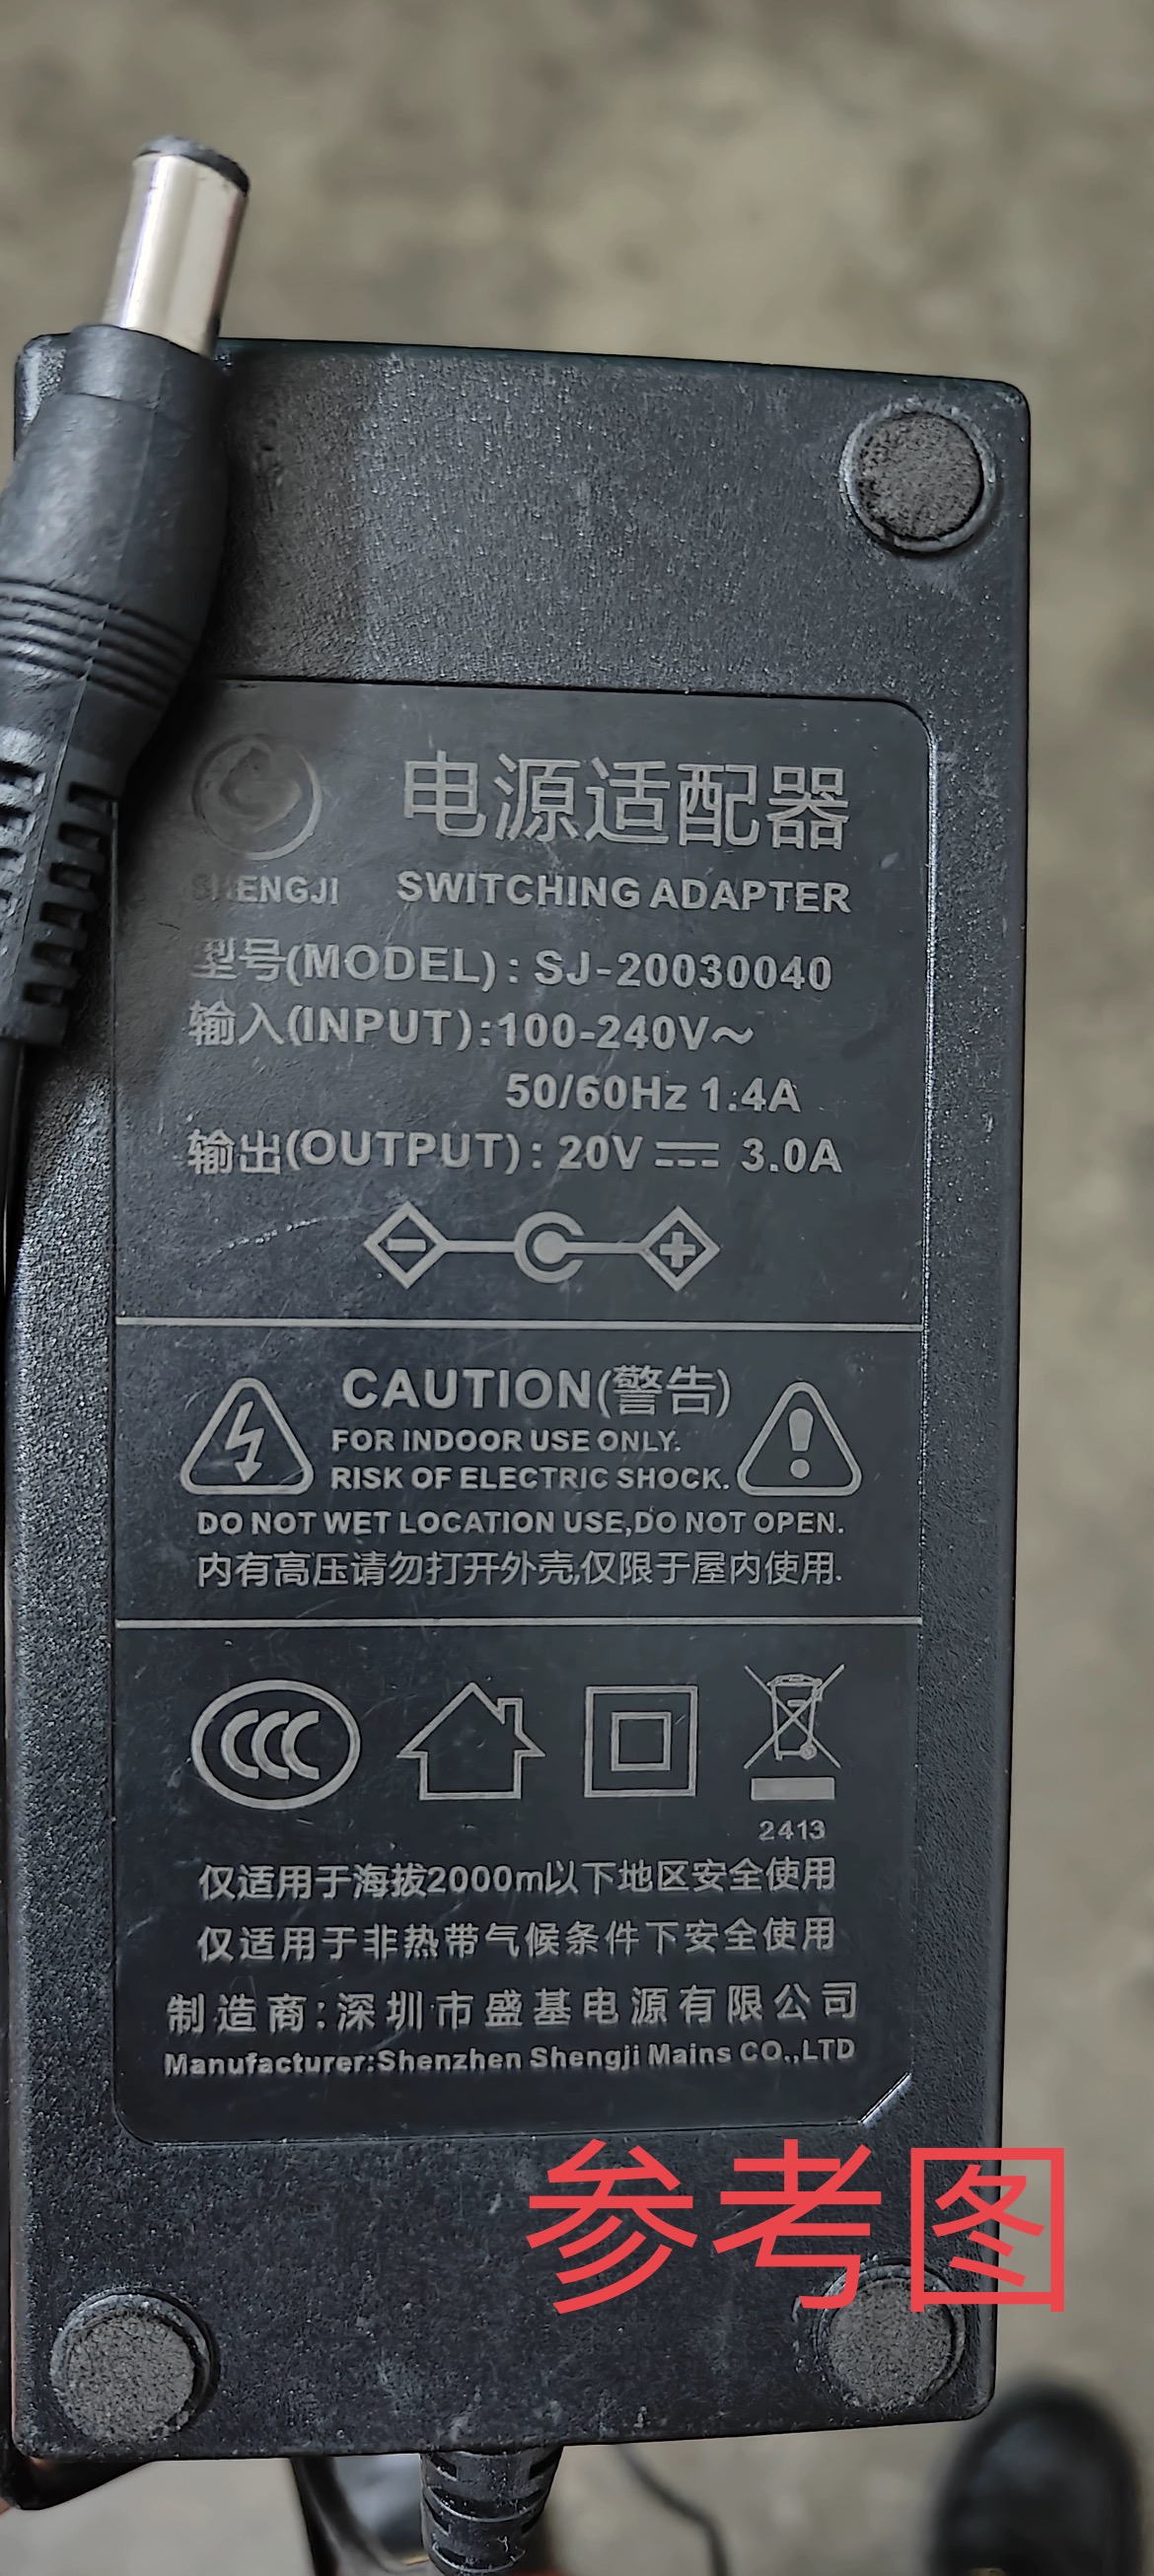 电源适配器
SHENGJI SWITCHING ADAPTER
型号(MODEL): SJ-20030040
输入(INPUT):100-240V~
50/60Hz 1.4A
输出(OUTPUT): 20V⎓3.0A
CAUTION(警告)
FOR INDOOR USE ONLY.
RISK OF ELECTRIC SHOCK.
DO NOT WET LOCATION USE,DO NOT OPEN.
内有高压请勿打开外壳,仅限于屋内使用.
CCC
2413
仅适用于海拔2000m以下地区安全使用
仅适用于非热带气候条件下安全使用
制造商:深圳市盛基电源有限公司
Manufacturer:Shenzhen Shengji Mains CO.,LTD
参考图